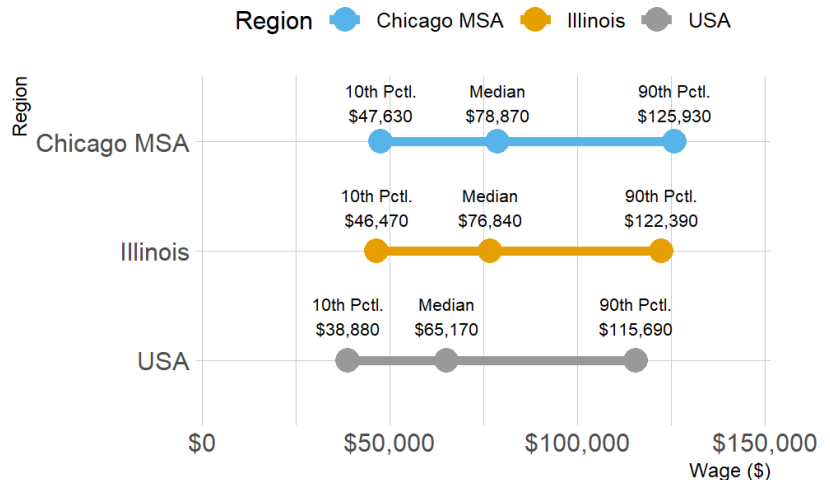 Region Chicago MSA Illinois USA
Region
10th Pctl. Median 90th Pctl.
$47,630 $78,870 $125,930
Chicago MSA
10th Pctl. Median 90th Pctl.
$46,470 $76,840 $122,390
Illinois
10th Pctl. Median 90th Pctl.
$38,880 $65,170 $115,690
USA
$0 $50,000 $100,000 $150,000
Wage ($)